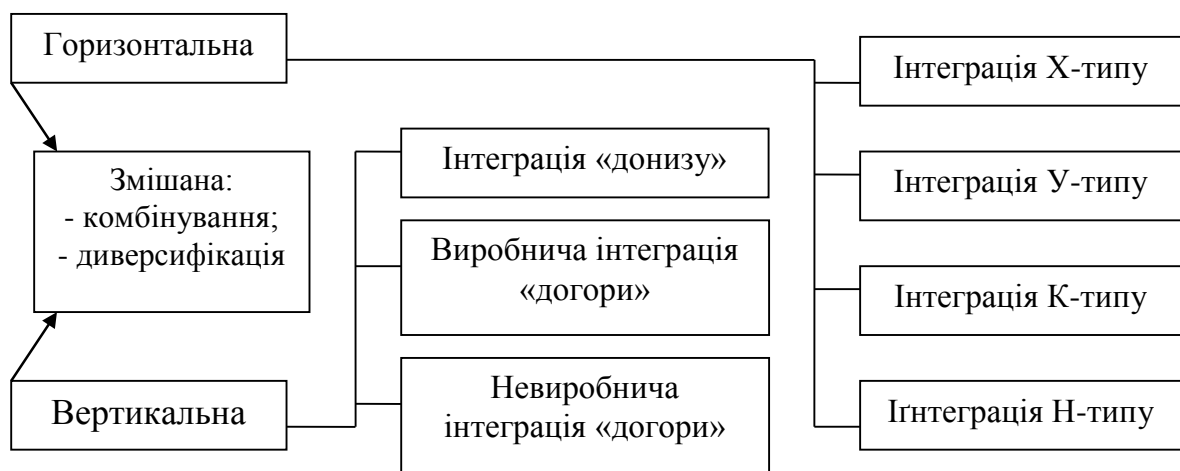 Горизонтальна
Змішана:
- комбінування;
- диверсифікація
Вертикальна
Інтеграція «донизу»
Виробнича інтеграція
«догори»
Невиробнича
інтеграція «догори»
Інтеграція Х-типу
Інтеграція У-типу
Інтеграція К-типу
Іґнтеграція Н-типу